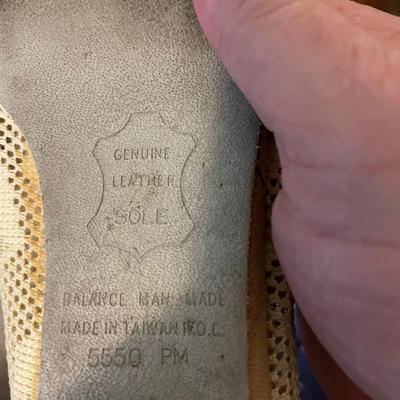 GENUINE
LEATHER
SOLE
BALANCE MAN MADE
MADE IN TAIWAN R.O.C.
5550 PM